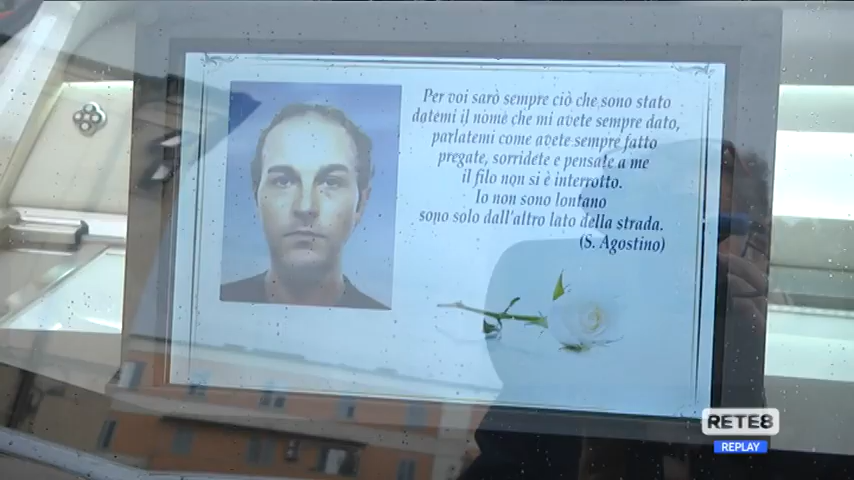 Per voi sarò sempre ciò che sono stato
datemi il nome che mi avete sempre dato,
parlatemi come avete sempre fatto
pregate, sorridete e pensate a me
il filo non si è interrotto.
Io non sono lontano
sono solo dall'altro lato della strada.
(S. Agostino)
RETE8
REPLAY